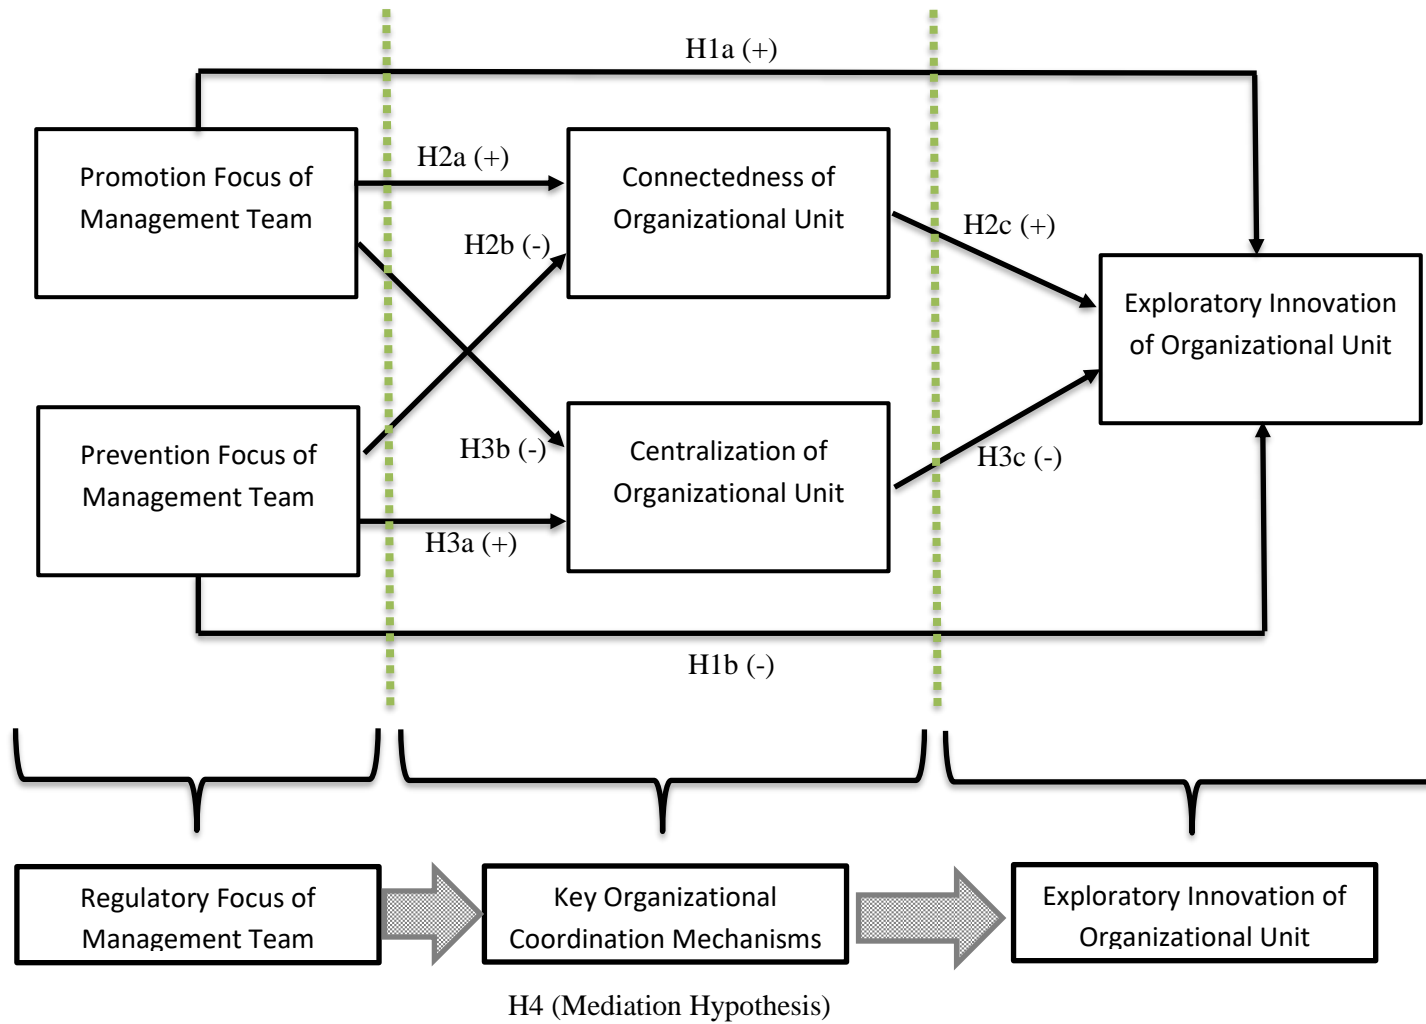 H1a (+)
Promotion Focus of
Management Team
H2a (+)
Connectedness of
Organizational Unit
H2b (-)
H2c (+)
Exploratory Innovation
of Organizational Unit
Prevention Focus of
Management Team
H3b (-)
Centralization of
Organizational Unit
H3c (-)
H3a (+)
H1b (-)
Regulatory Focus of
Management Team
Key Organizational
Coordination Mechanisms
Exploratory Innovation of
Organizational Unit
H4 (Mediation Hypothesis)